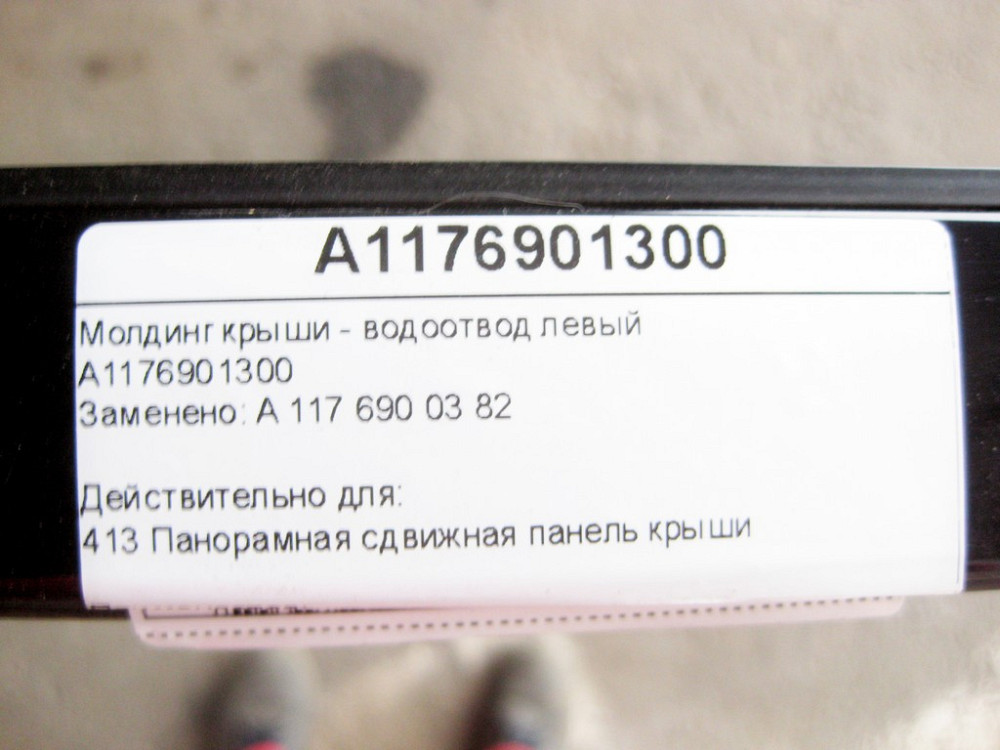 A1176901300
Молдинг крыши - водоотвод левый
A1176901300
Заменено: A 117 690 03 82
Действительно для:
413 Панорамная сдвижная панель крыши